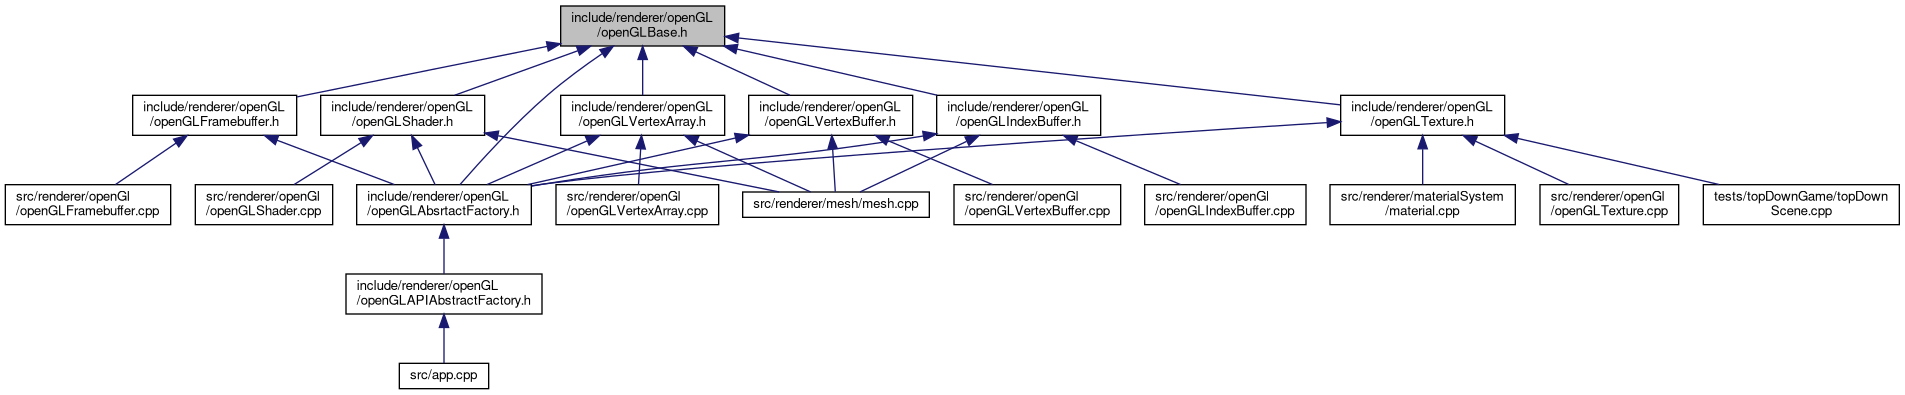 include/renderer/openGL
/openGLBase.h
include/renderer/openGL
/openGLFramebuffer.h
include/renderer/openGL
/openGLShader.h
include/renderer/openGL
/openGLVertexArray.h
include/renderer/openGL
/openGLVertexBuffer.h
include/renderer/openGL
/openGLIndexBuffer.h
include/renderer/openGL
/openGLTexture.h
src/renderer/openGl
/openGLFramebuffer.cpp
src/renderer/openGl
/openGLShader.cpp
include/renderer/openGL
/openGLAbsrtactFactory.h
src/renderer/openGl
/openGLVertexArray.cpp
src/renderer/mesh/mesh.cpp
src/renderer/openGl
/openGLVertexBuffer.cpp
src/renderer/openGl
/openGLIndexBuffer.cpp
src/renderer/materialSystem
/material.cpp
src/renderer/openGl
/openGLTexture.cpp
tests/topDownGame/topDown
Scene.cpp
include/renderer/openGL
/openGLAPIAbstractFactory.h
src/app.cpp